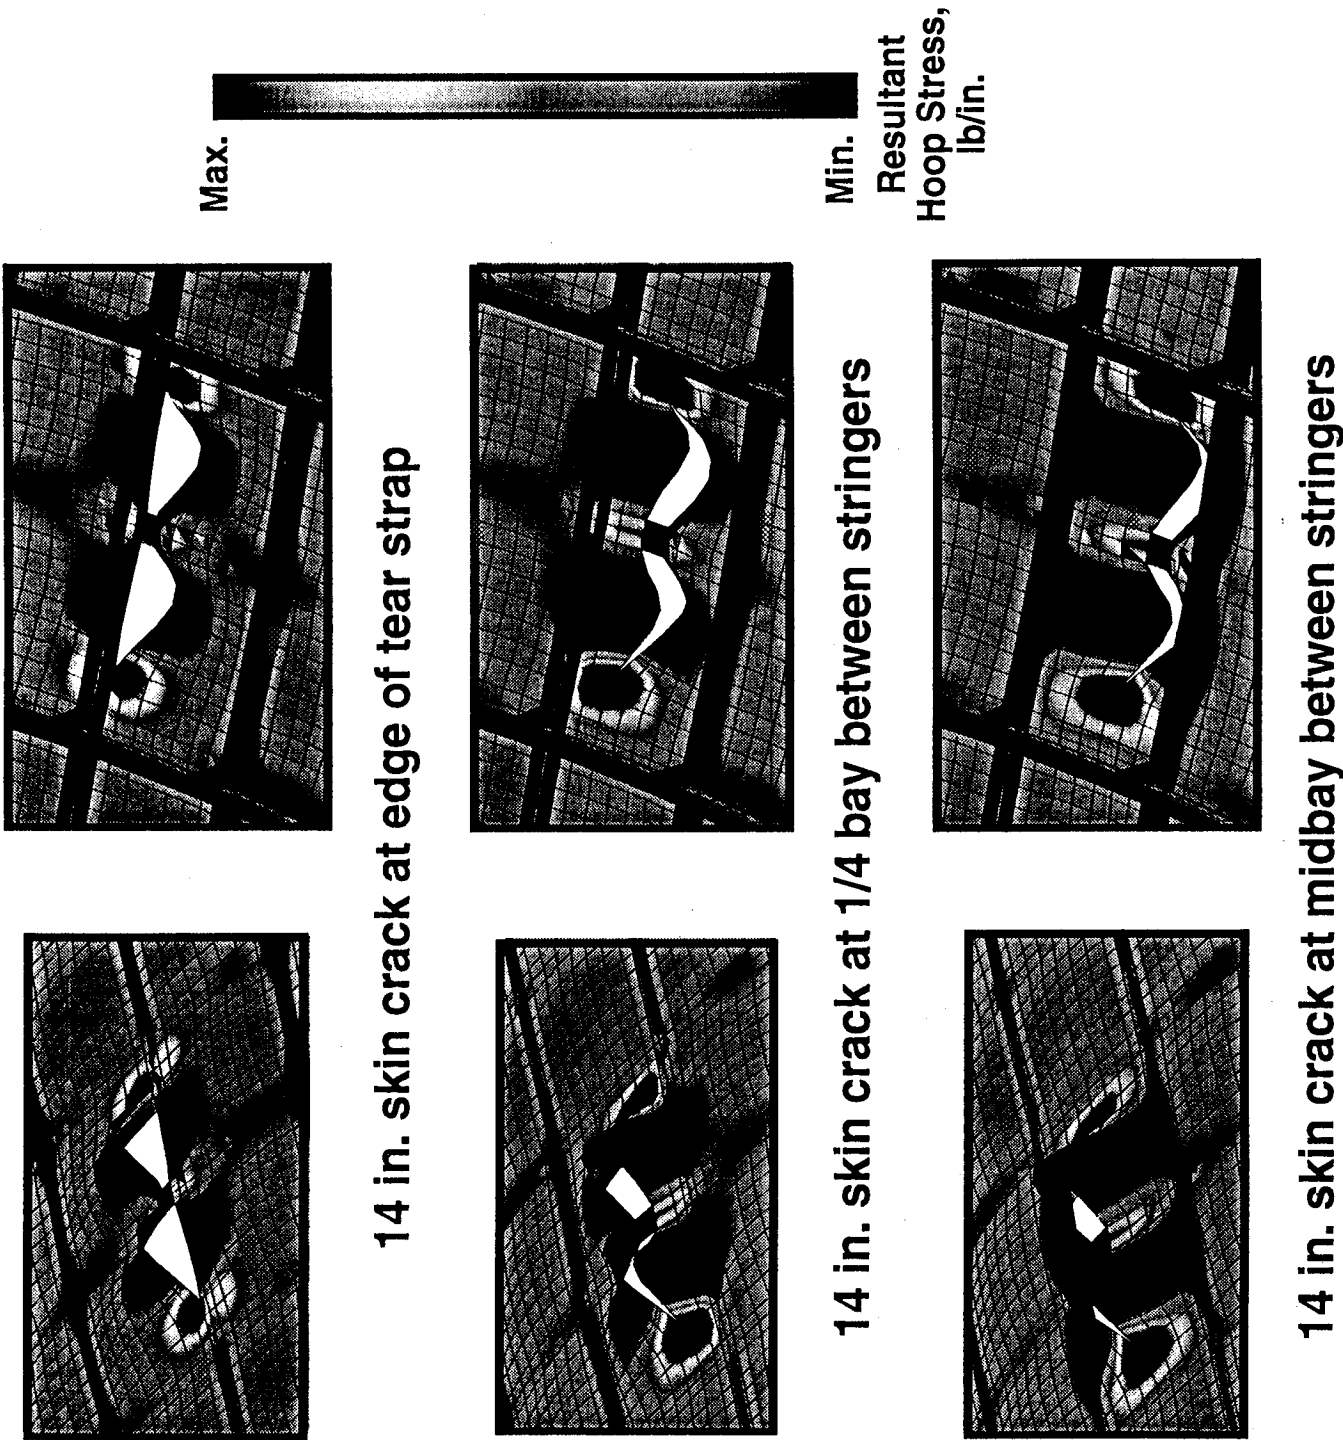 Max.
Min.
Resultant
Hoop Stress,
lb/in.
14 in. skin crack at edge of tear strap
14 in. skin crack at 1/4 bay between stringers
14 in. skin crack at midbay between stringers